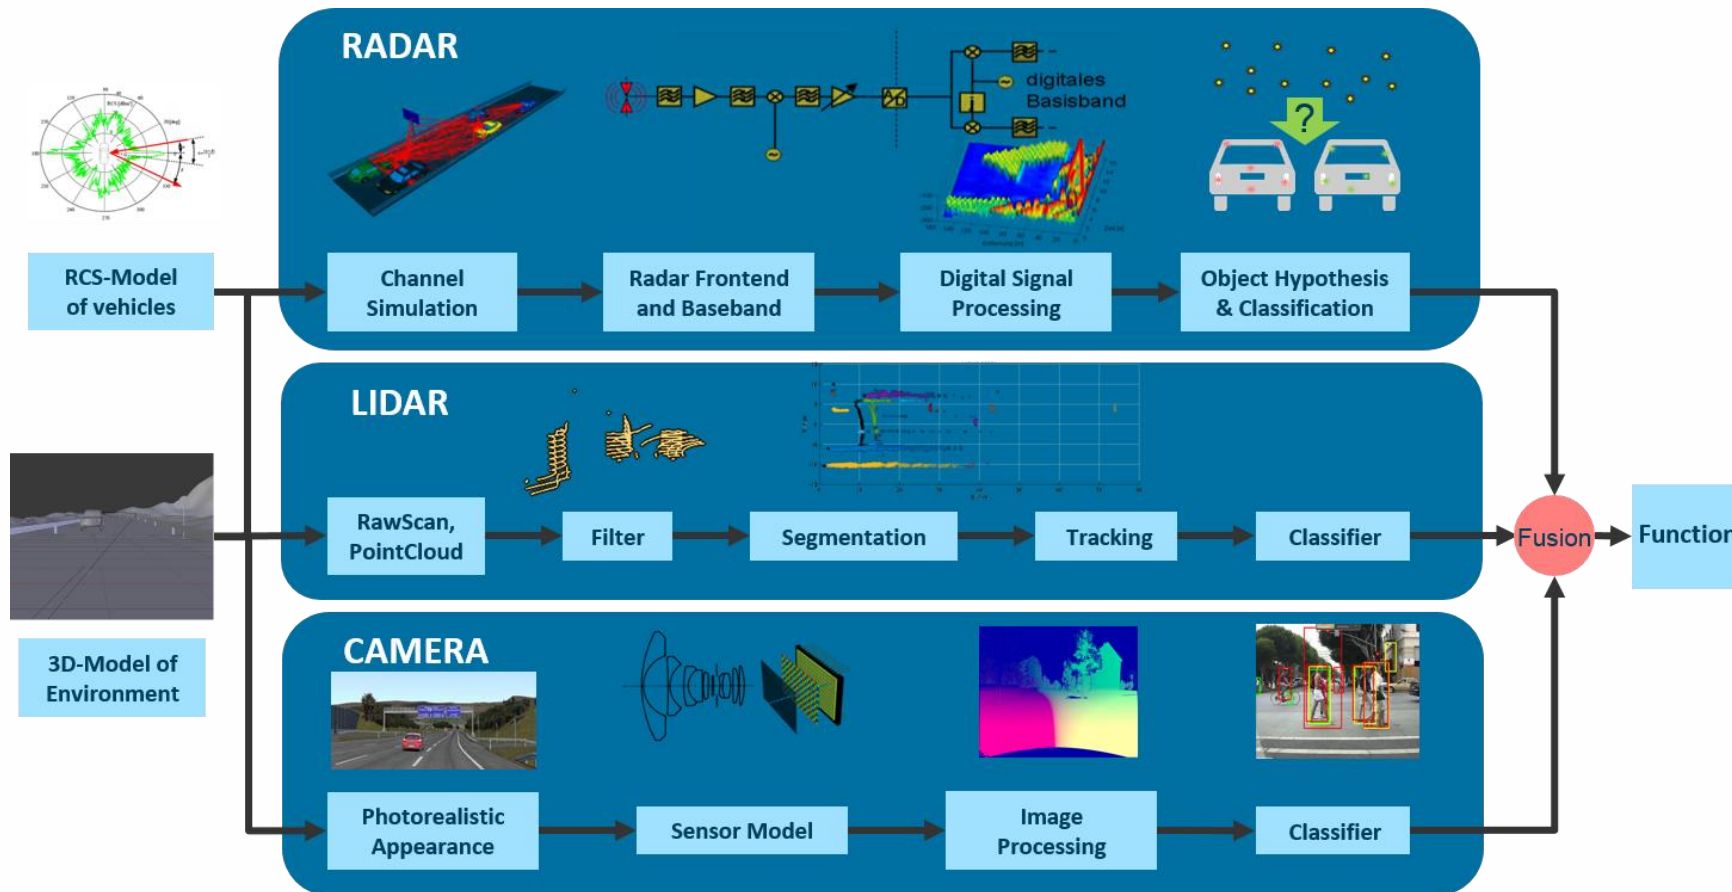 RADAR
digitales
Basisband
A/D
?
RCS-Model
of vehicles
Channel
Simulation
Radar Frontend
and Baseband
Digital Signal
Processing
Object Hypothesis
& Classification
LIDAR
RawScan,
PointCloud
Filter
Segmentation
Tracking
Classifier
Fusion
Function
3D-Model of
Environment
CAMERA
Photorealistic
Appearance
Sensor Model
Image
Processing
Classifier